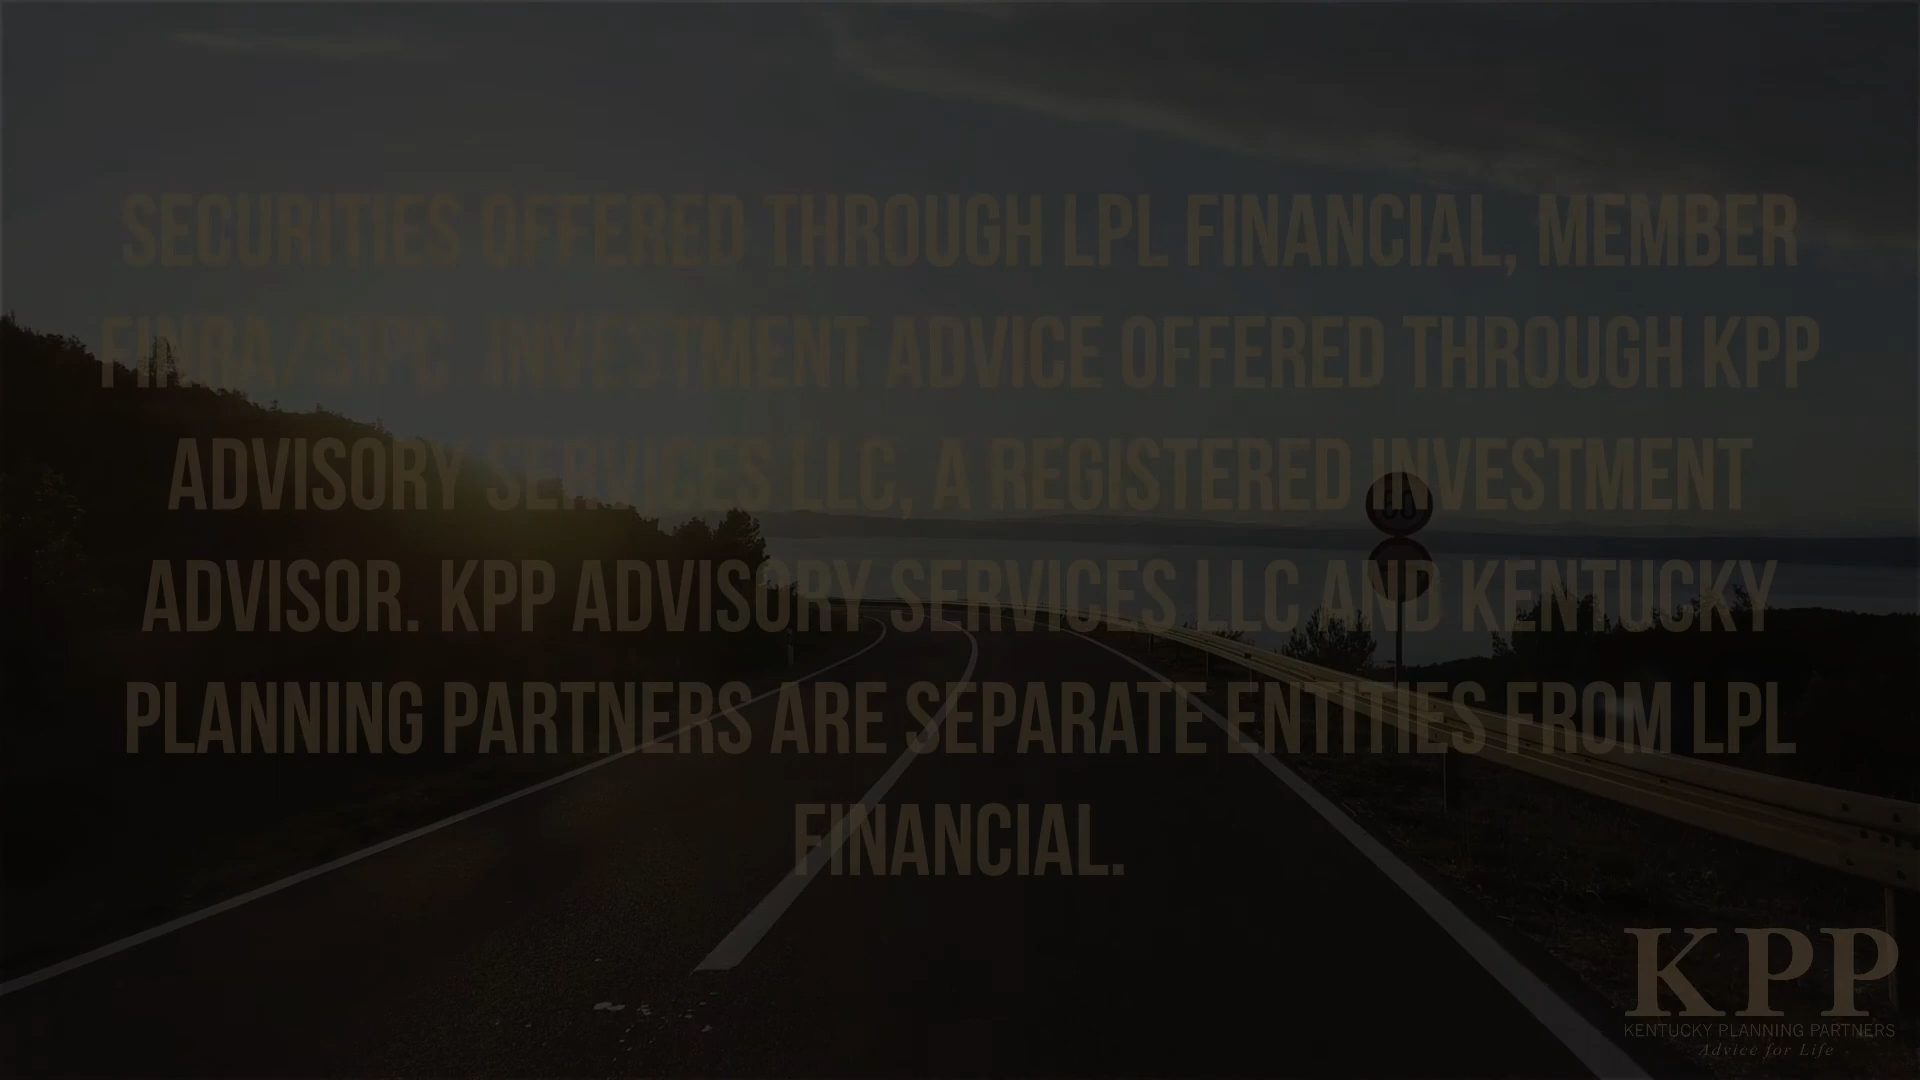 SECURITIES OFFERED THROUGH LPL FINANCIAL, MEMBER
FINRA/SIPC. INVESTMENT ADVICE OFFERED THROUGH KPP
ADVISORY SERVICES LLC, A REGISTERED INVESTMENT
ADVISOR. KPP ADVISORY SERVICES LLC AND KENTUCKY
PLANNING PARTNERS ARE SEPARATE ENTITIES FROM LPL
FINANCIAL.
60
KPP
KENTUCKY PLANNING PARTNERS
Advice for Life